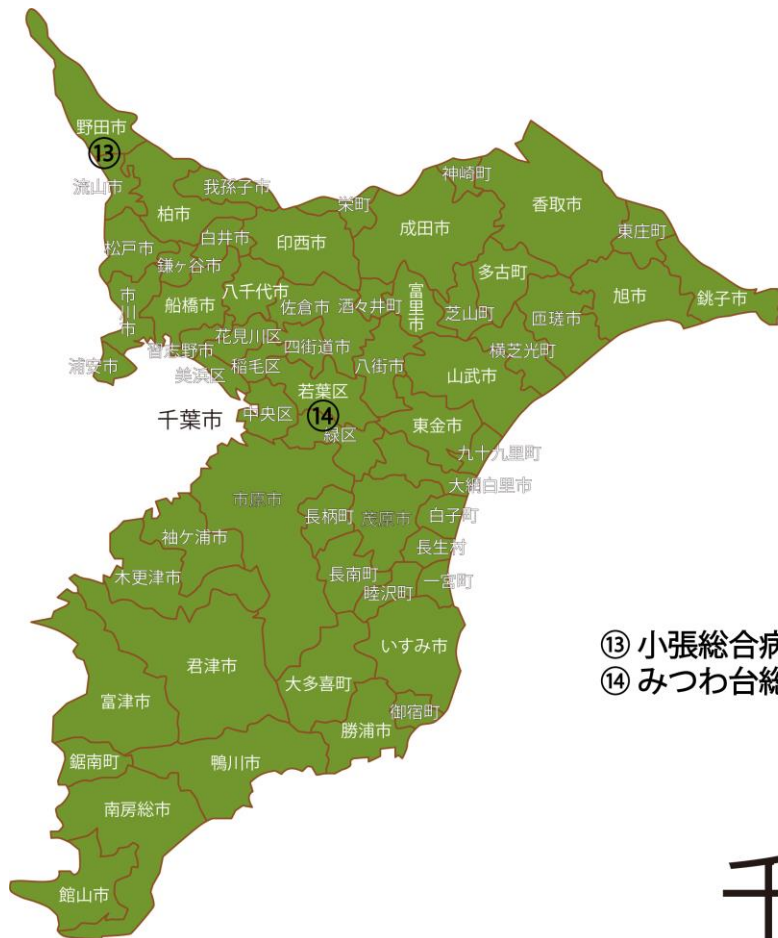 野田市
⑬
流山市
我孫子市
柏市
白井市
松戸市
鎌ヶ谷市
印西市
栄町
成田市
神崎町
香取市
東庄町
多古町
旭市
銚子市
市川市
船橋市
八千代市
佐倉市
酒々井町
富里市
芝山町
匝瑳市
横芝光町
浦安市
習志野市
花見川区
四街道市
美浜区
稲毛区
八街市
山武市
若葉区
⑭
千葉市
中央区
緑区
東金市
九十九里町
大網白里市
市原市
長柄町
茂原市
白子町
袖ケ浦市
長生村
木更津市
長南町
睦沢町
一宮町
いすみ市
君津市
大多喜町
富津市
御宿町
勝浦市
鋸南町
鴨川市
南房総市
館山市
⑬ 小張総合病
⑭ みつわ台総
千